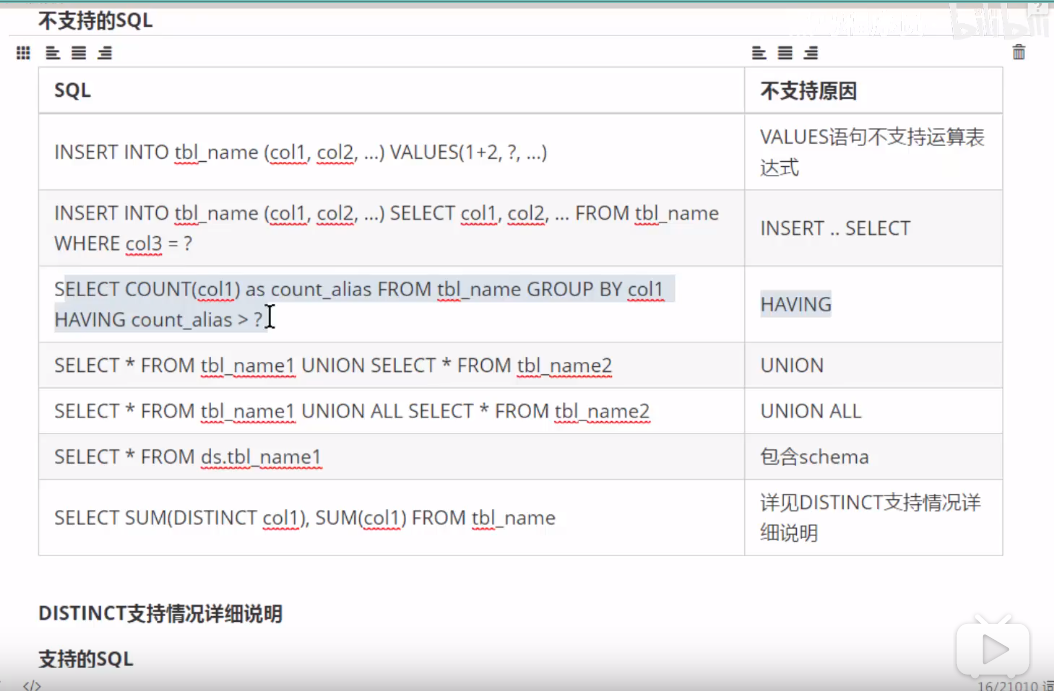 不支持的SQL
SQL
不支持原因
INSERT INTO tbl_name (col1, col2, …) VALUES(1+2, ?, …)
VALUES语句不支持运算表
达式
INSERT INTO tbl_name (col1, col2, …) SELECT col1, col2, … FROM tbl_name
WHERE col3 = ?
INSERT .. SELECT
SELECT COUNT(col1) as count_alias FROM tbl_name GROUP BY col1
HAVING count_alias > ?
HAVING
SELECT * FROM tbl_name1 UNION SELECT * FROM tbl_name2
UNION
SELECT * FROM tbl_name1 UNION ALL SELECT * FROM tbl_name2
UNION ALL
SELECT * FROM ds.tbl_name1
包含schema
SELECT SUM(DISTINCT col1), SUM(col1) FROM tbl_name
详见DISTINCT支持情况详
细说明
DISTINCT支持情况详细说明
支持的SQL
</>
16/21010
bilibili